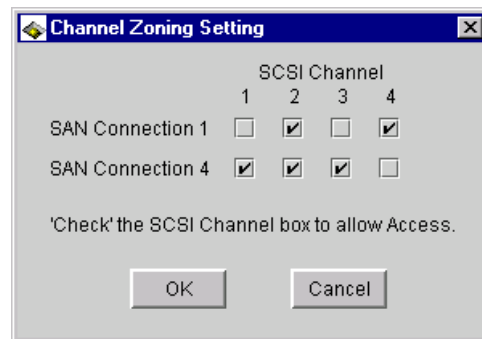 Channel Zoning Setting
SCSI Channel
1 2 3 4
SAN Connection 1
SAN Connection 4
'Check' the SCSI Channel box to allow Access.
OK Cancel